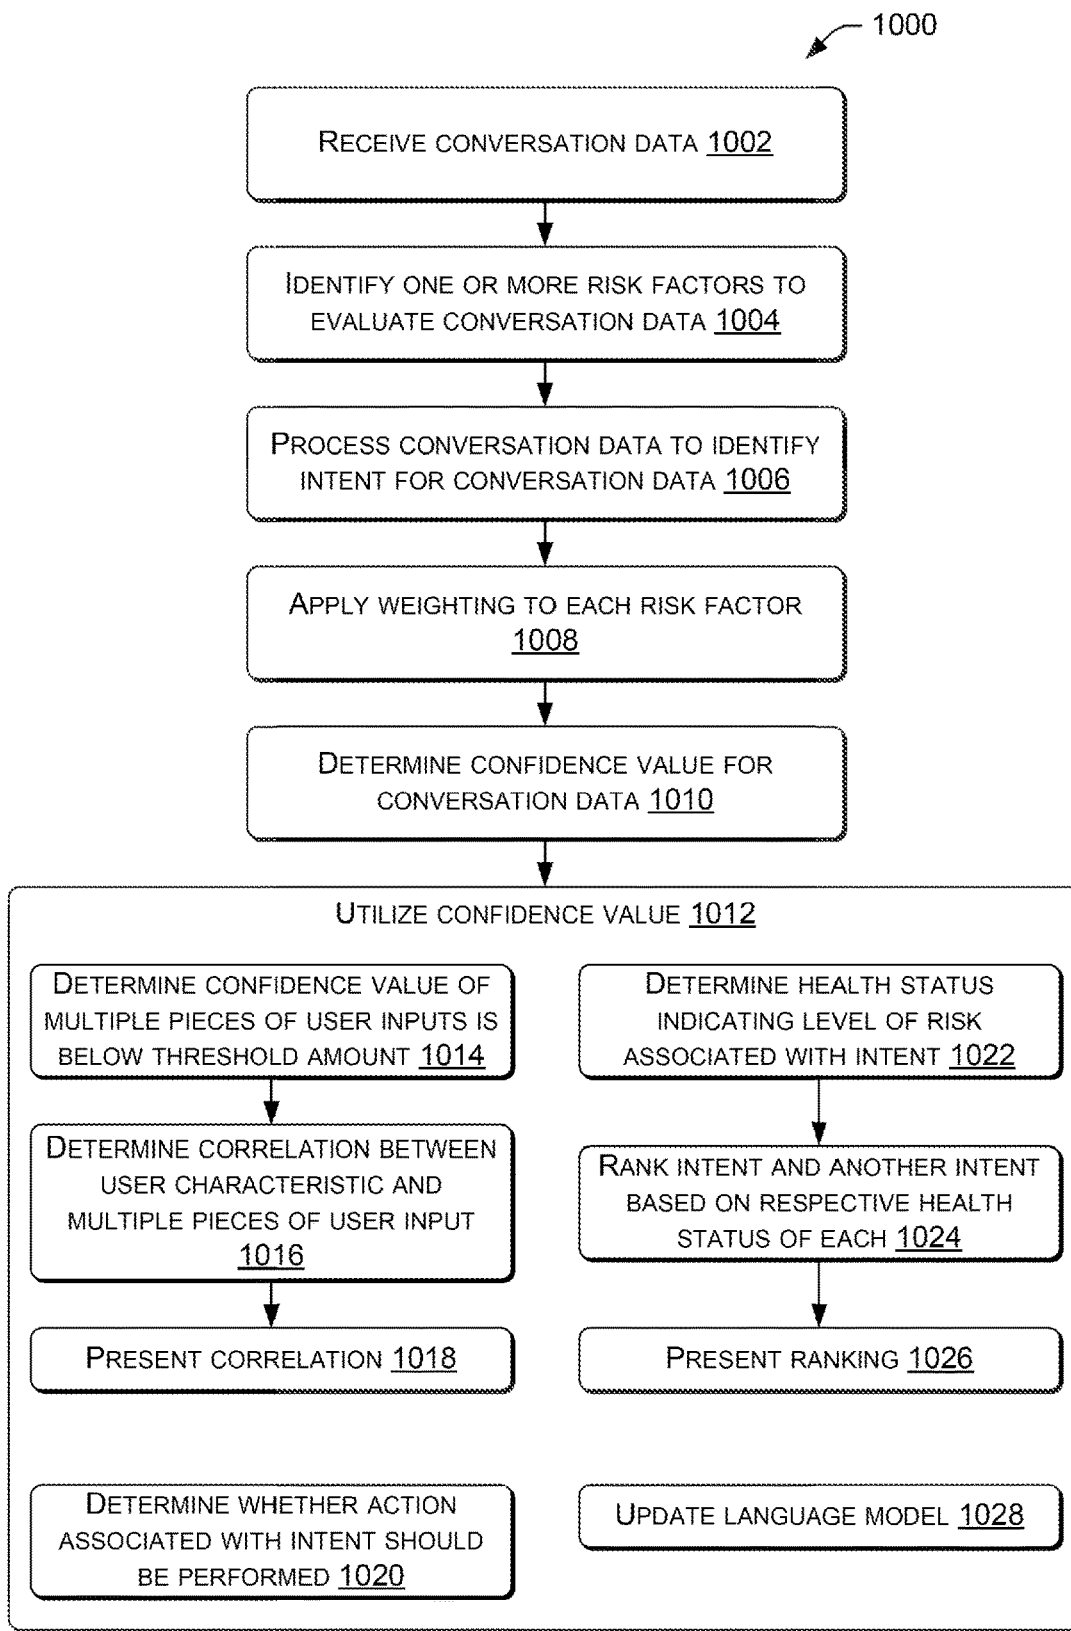 1000
RECEIVE CONVERSATION DATA 1002
IDENTIFY ONE OR MORE RISK FACTORS TO
EVALUATE CONVERSATION DATA 1004
PROCESS CONVERSATION DATA TO IDENTIFY
INTENT FOR CONVERSATION DATA 1006
APPLY WEIGHTING TO EACH RISK FACTOR
1008
DETERMINE CONFIDENCE VALUE FOR
CONVERSATION DATA 1010
UTILIZE CONFIDENCE VALUE 1012
DETERMINE CONFIDENCE VALUE OF
MULTIPLE PIECES OF USER INPUTS IS
BELOW THRESHOLD AMOUNT 1014
DETERMINE CORRELATION BETWEEN
USER CHARACTERISTIC AND
MULTIPLE PIECES OF USER INPUT
1016
PRESENT CORRELATION 1018
DETERMINE WHETHER ACTION
ASSOCIATED WITH INTENT SHOULD
BE PERFORMED 1020
DETERMINE HEALTH STATUS
INDICATING LEVEL OF RISK
ASSOCIATED WITH INTENT 1022
RANK INTENT AND ANOTHER INTENT
BASED ON RESPECTIVE HEALTH
STATUS OF EACH 1024
PRESENT RANKING 1026
UPDATE LANGUAGE MODEL 1028